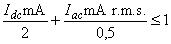 I_dc mA / 2 + I_ac mA r.m.s. / 0,5 ≤ 1